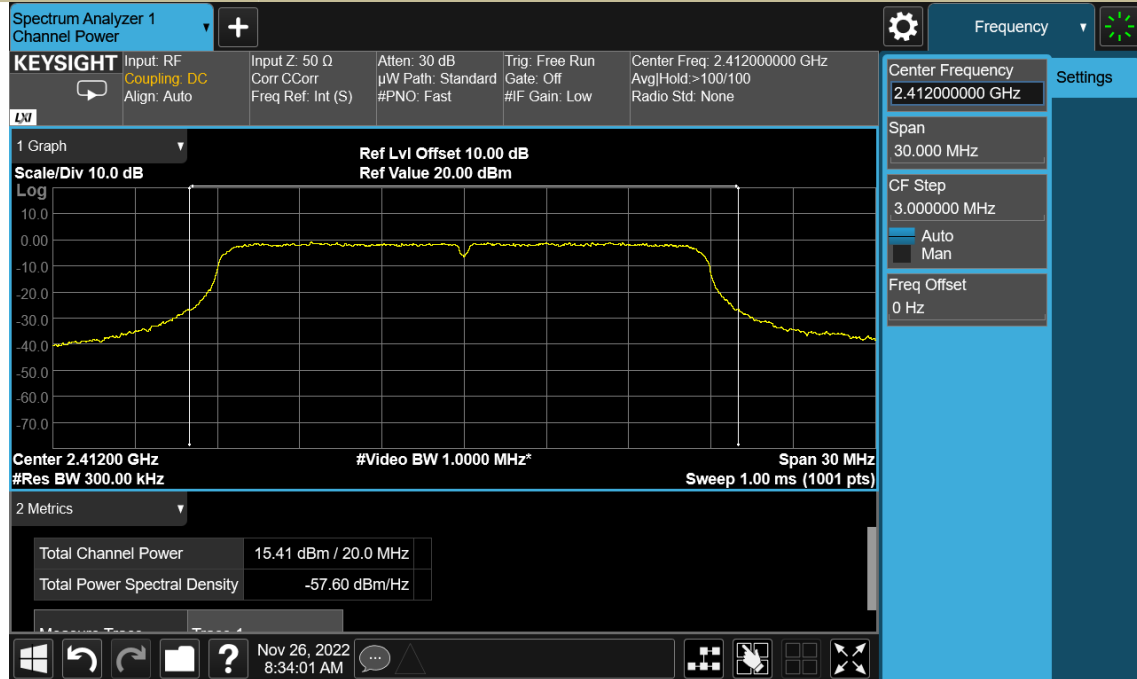 Spectrum Analyzer 1
Channel Power
+
Frequency
KEYSIGHT
LXI
Input: RF
Coupling: DC
Align: Auto
Input Z: 50 Ω
Corr CCorr
Freq Ref: Int (S)
Atten: 30 dB
µW Path: Standard
#PNO: Fast
Trig: Free Run
Gate: Off
#IF Gain: Low
Center Freq: 2.412000000 GHz
Avg|Hold:>100/100
Radio Std: None
Center Frequency
2.412000000 GHz
Settings
Span
30.000 MHz
CF Step
3.000000 MHz
Auto
Man
Freq Offset
0 Hz
1 Graph
Scale/Div 10.0 dB
Ref Lvl Offset 10.00 dB
Ref Value 20.00 dBm
Log
10.0
0.00
-10.0
-20.0
-30.0
-40.0
-50.0
-60.0
-70.0
Center 2.41200 GHz
#Video BW 1.0000 MHz*
Span 30 MHz
#Res BW 300.00 kHz
Sweep 1.00 ms (1001 pts)
2 Metrics
Total Channel Power 15.41 dBm / 20.0 MHz
Total Power Spectral Density -57.60 dBm/Hz
Measure Trace Trace 1
?
Nov 26, 2022
8:34:01 AM